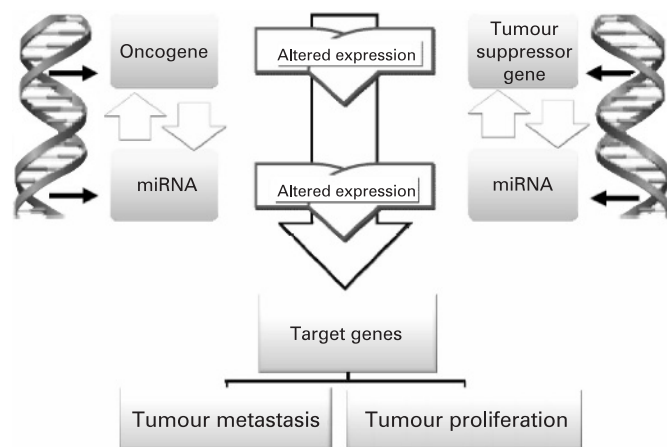 Oncogene
Altered expression
Tumour
suppressor
gene
miRNA
Altered expression
miRNA
Target genes
Tumour metastasis
Tumour proliferation